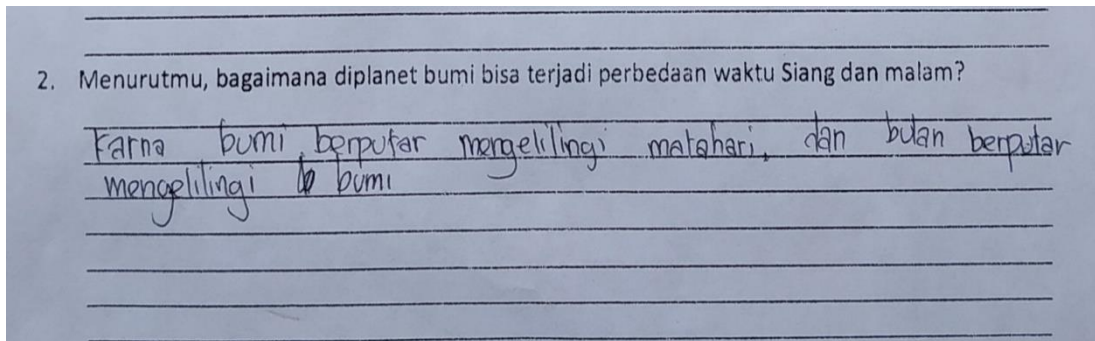 2. Menurutmu, bagaimana diplanet bumi bisa terjadi perbedaan waktu Siang dan malam?
Karna bumi berputar mengelilingi matahari, dan bulan berputar
mengelilingi bumi